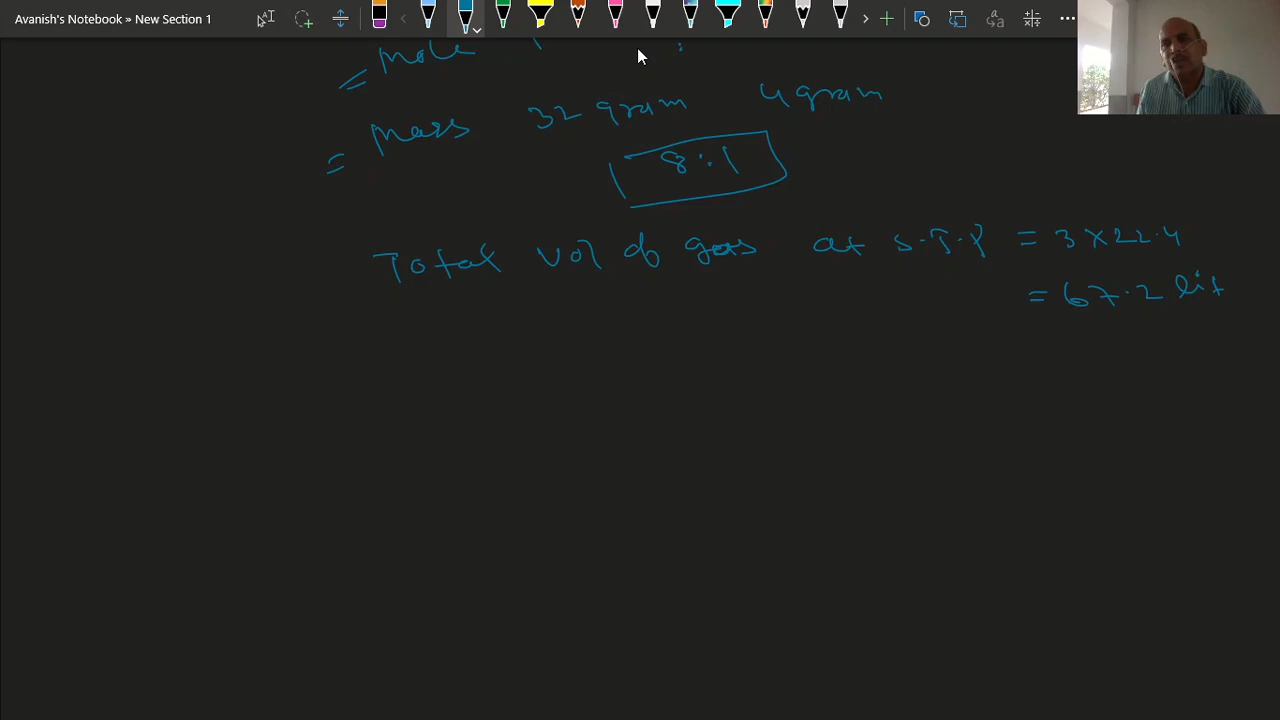 Avanish's Notebook » New Section 1
= Mole 1 :
= Mass 32 gram 4 gram
8:1
Total vol of gas at S.T.P = 3 X 22.4
= 67.2 lit